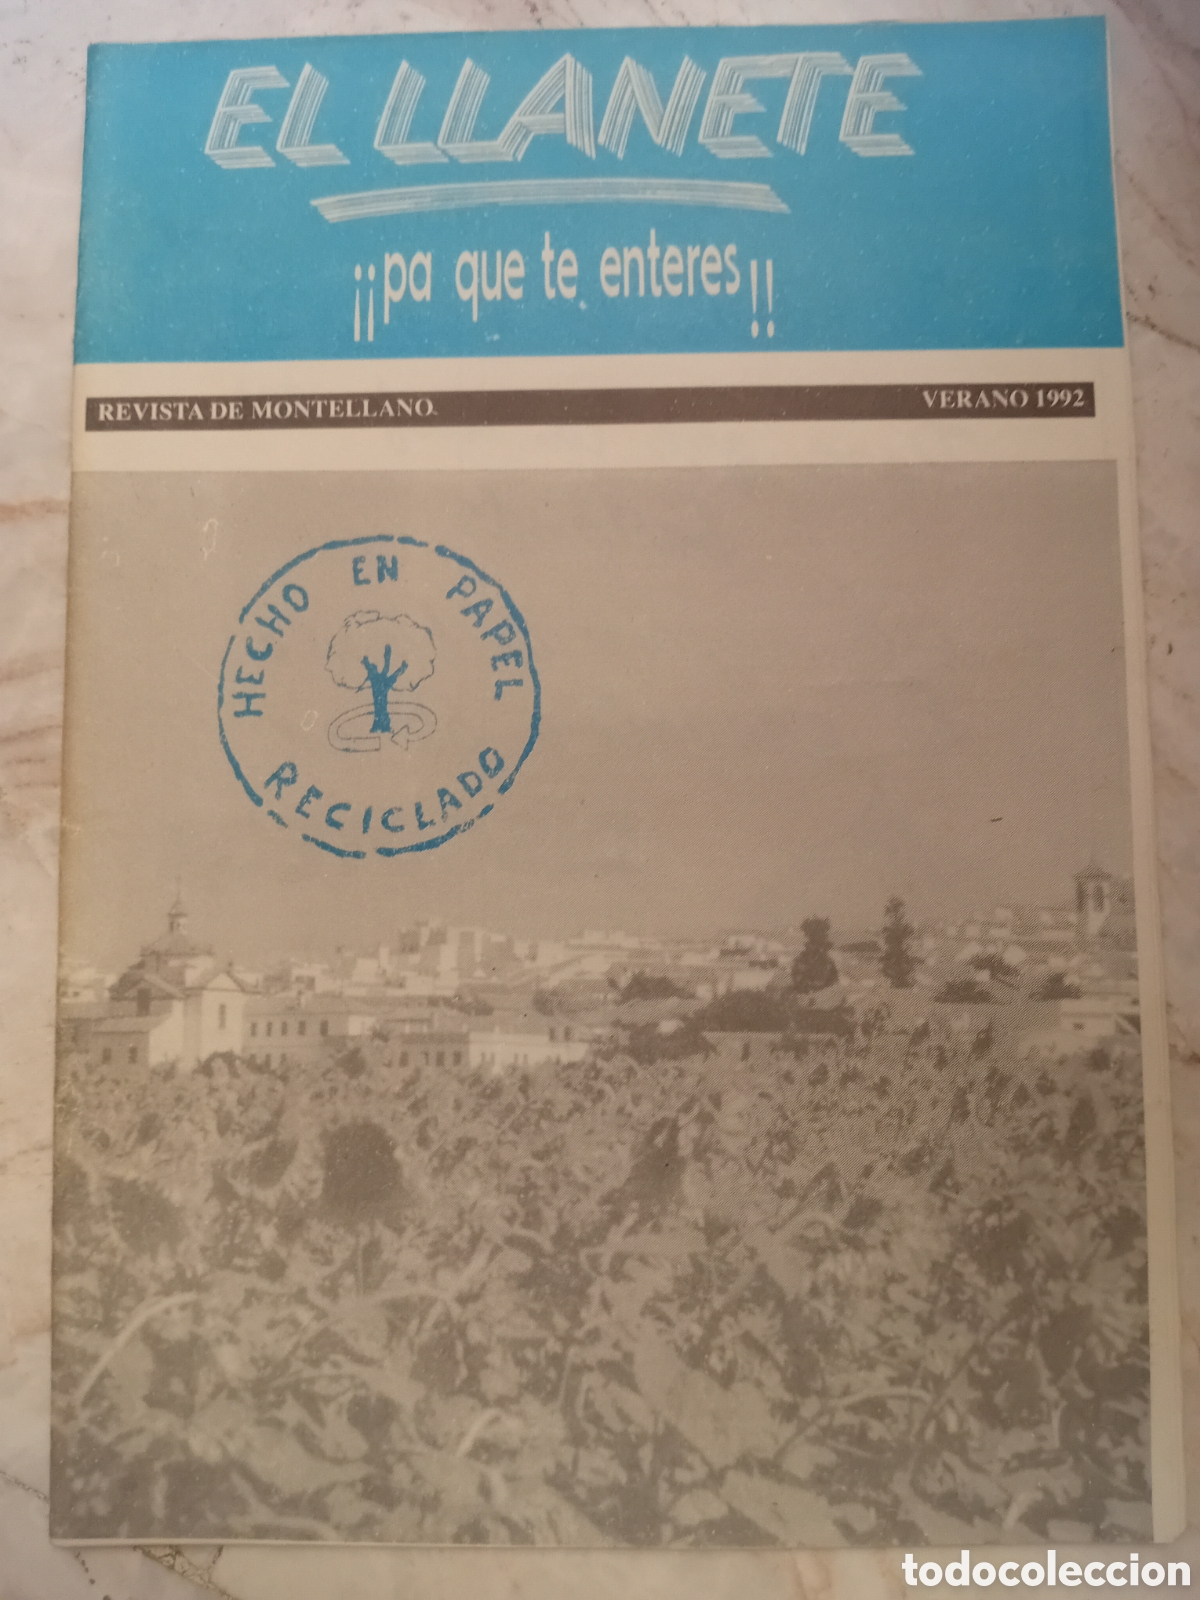 EL LLANETE
¡¡pa que te enteres!!
REVISTA DE MONTELLANO.
VERANO 1992
HECHO EN PAPEL
RECICLADO
todocoleccion